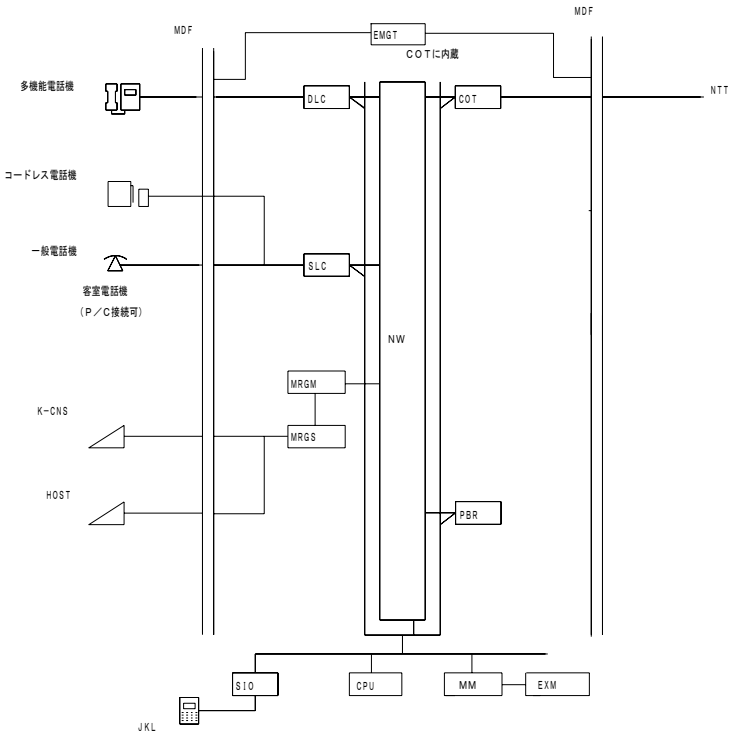 MDF
MDF
EMGT
COTに内蔵
多機能電話機
DLC
COT
NTT
コードレス電話機
一般電話機
SLC
客室電話機
(P/C接続可)
NW
MRGM
K-CNS
MRGS
HOST
PBR
SIO
CPU
MM
EXM
JKL